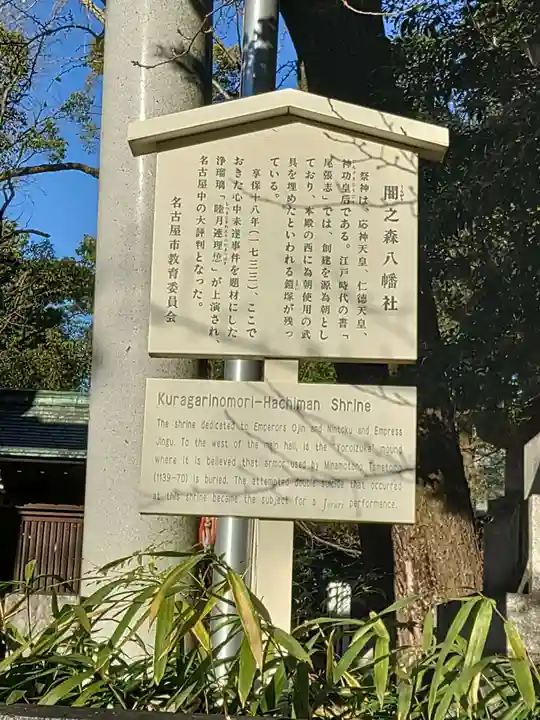 闇之森八幡社
祭神は、応神天皇、仁徳天皇、
神功皇后である。江戸時代の書「
尾張志」では、創建を源為朝とし
ており、本殿の西に為朝使用の武
具を埋めたといわれる鎧塚が残っ
ている。
享保十八年(一七三三)、ここで
おきた心中未遂事件を題材にした
浄瑠璃「睦月連理𢢫」が上演され、
名古屋中の大評判となった。
名古屋市教育委員会
Kuragarinomori-Hachiman Shrine
The shrine dedicated to Emperors Ojin and Nintoku and Empress
Jingu. To the west of the main hall, is the "Yoroizuka" mound
where it is believed that armor used by Minamotono Tametomo
(1139-70) is buried. The attempted double suicide that occurred
at this shrine became the subject for a jōruri performance.